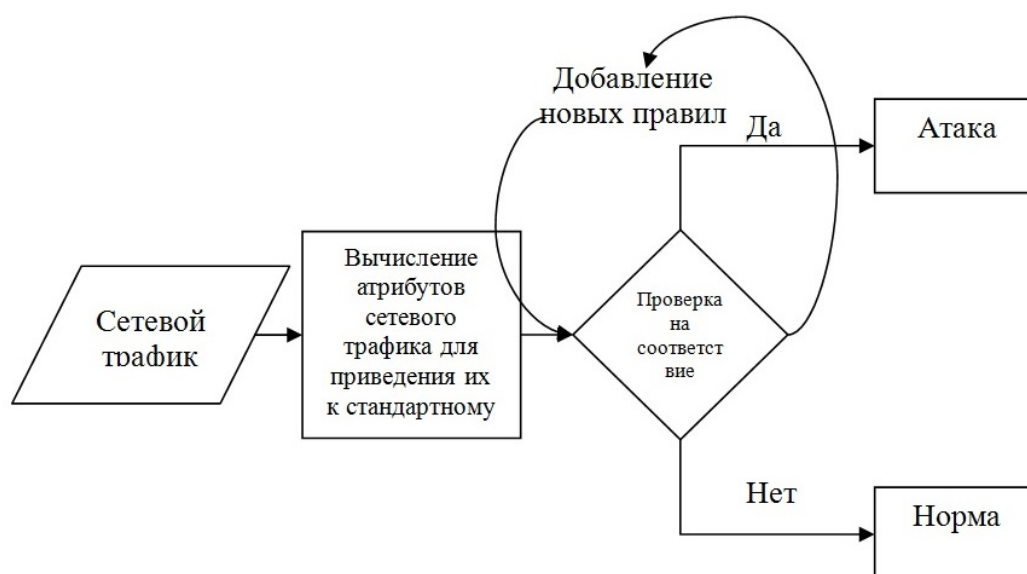 Добавление
новых правил
Да
Атака
Сетевой
трафик
Вычисление
атрибутов
сетевого
трафика для
приведения их
к стандартному
Проверка
на
соответст
вие
Нет
Норма